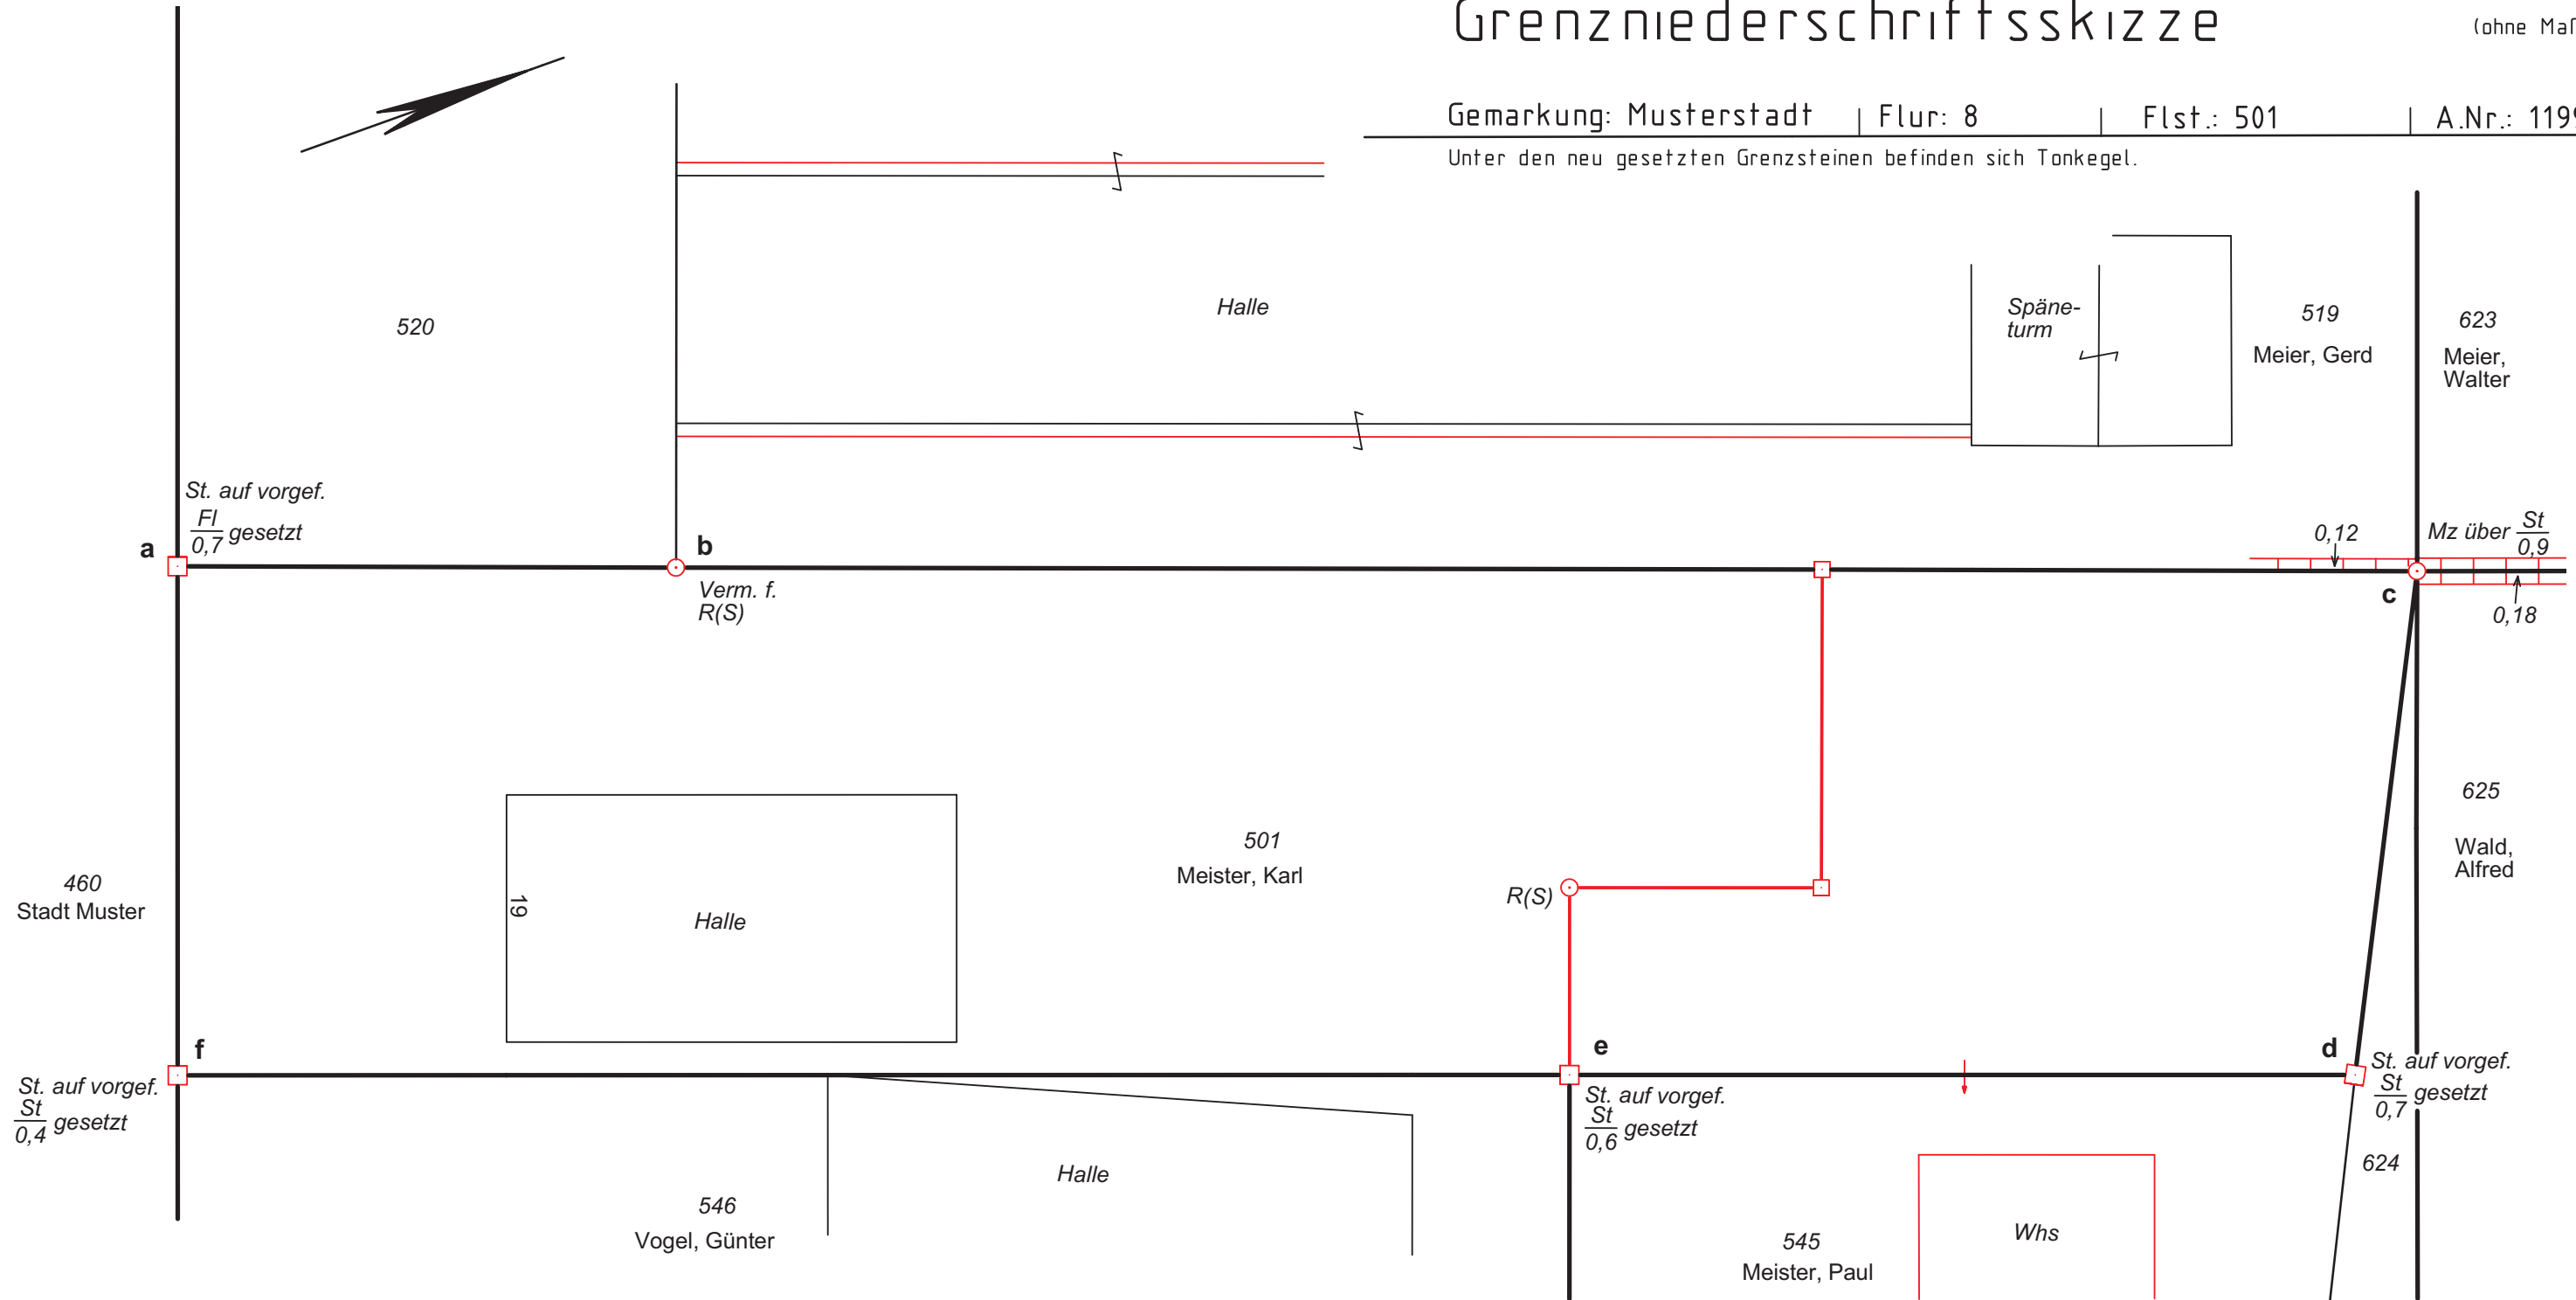 Grenzniederschriftsskizze
(ohne Maß
Gemarkung: Musterstadt
Flur: 8
Flst.: 501
A.Nr.: 119
Unter den neu gesetzten Grenzsteinen befinden sich Tonkegel.
520
Halle
Späne-
turm
519
Meier, Gerd
623
Meier,
Walter
St. auf vorgef.
Fl
0,7
gesetzt
a
b
Verm. f.
R(S)
0,12
Mz über
St
0,9
c
0,18
460
Stadt Muster
19
Halle
501
Meister, Karl
R(S)
625
Wald,
Alfred
f
St. auf vorgef.
St
0,4
gesetzt
e
St. auf vorgef.
St
0,6
gesetzt
d
St. auf vorgef.
St
0,7
gesetzt
Halle
546
Vogel, Günter
545
Meister, Paul
Whs
624